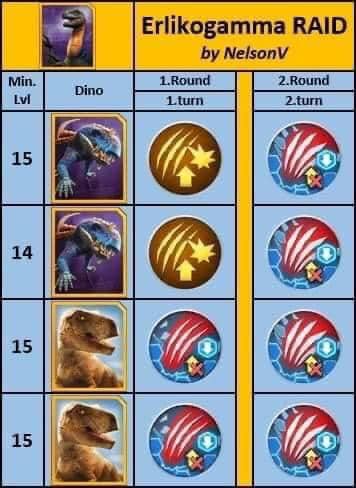 Erlikogamma RAID
by NelsonV
Min.
Lvl
Dino
1.Round
2.Round
1.turn
2.turn
15
14
15
15